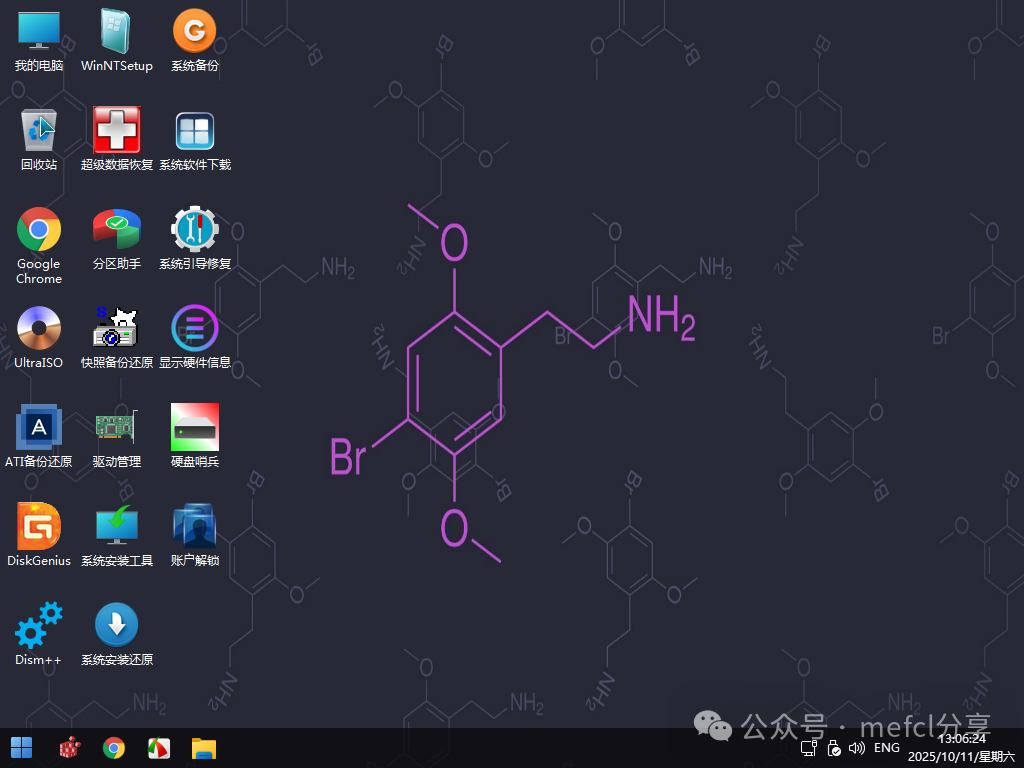 我的电脑
WinNTSetup
系统备份
回收站
超级数据恢复
系统软件下载
Google
Chrome
分区助手
系统引导修复
UltraISO
快照备份还原
显示硬件信息
ATI备份还原
驱动管理
硬盘哨兵
DiskGenius
系统安装工具
账户解锁
Dism++
系统安装还原
O
NH2
Br
O
公众号 · mefcl分享
ENG
13:06:24
2025/10/11/星期六